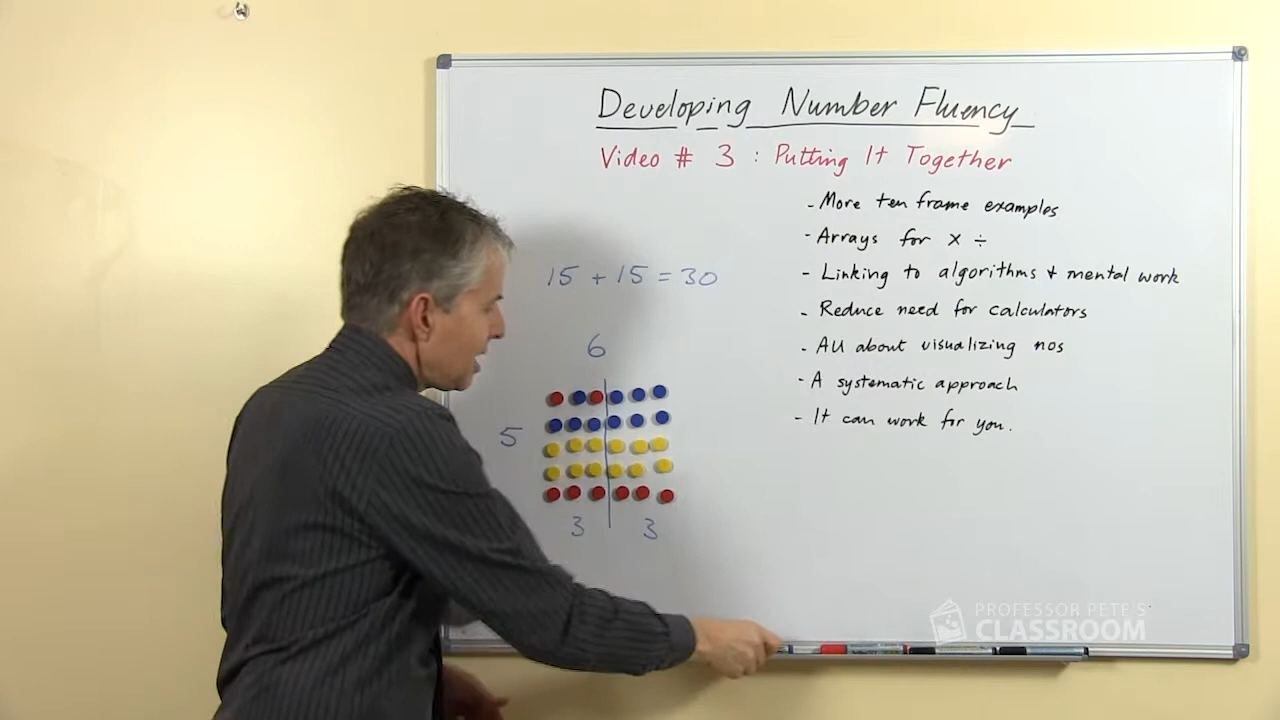 Developing Number Fluency
Video # 3 : Putting It Together
- More ten frame examples
- Arrays for x ÷
- Linking to algorithms + mental work
- Reduce need for calculators
- All about visualizing nos
- A systematic approach
- It can work for you.
15 + 15 = 30
6
5
3 3
PROFESSOR PETE'S
CLASSROOM